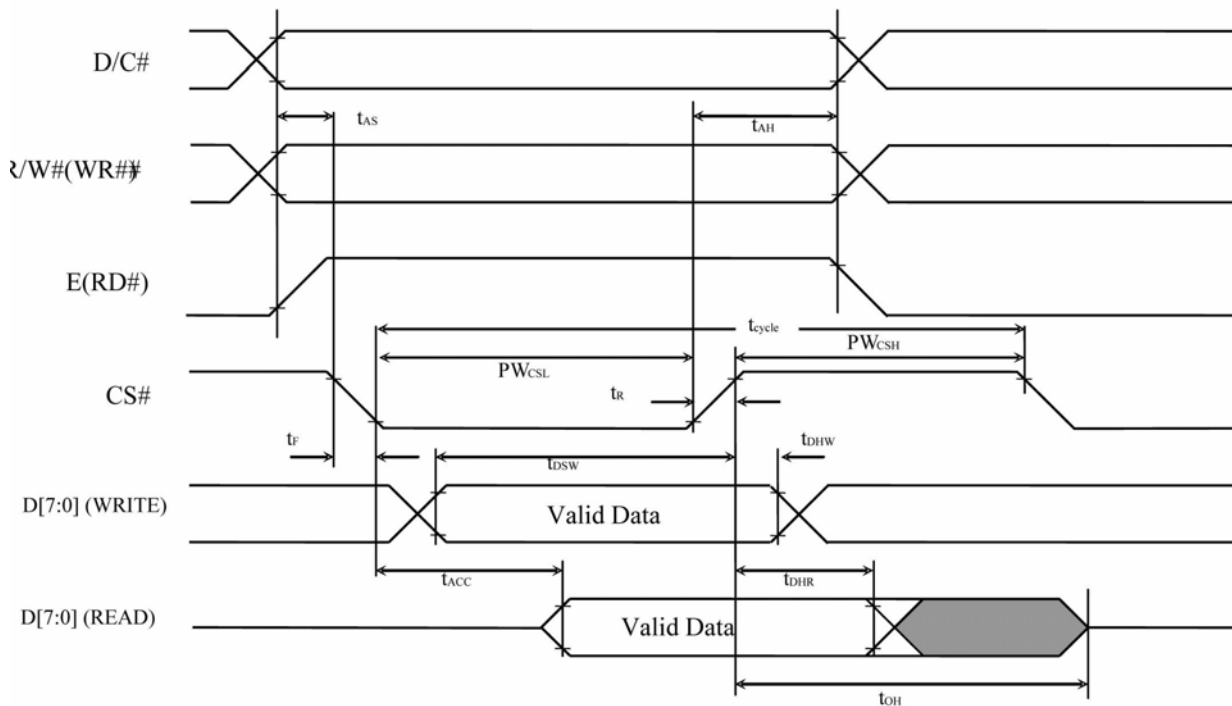 D/C#
tAS
tAH
R/W#(WR##)
E(RD#)
tcycle
PWCSL
PWCSH
CS#
tR
tF
tDSW
tDHW
D[7:0] (WRITE)
Valid Data
tACC
tDHR
D[7:0] (READ)
Valid Data
tOH